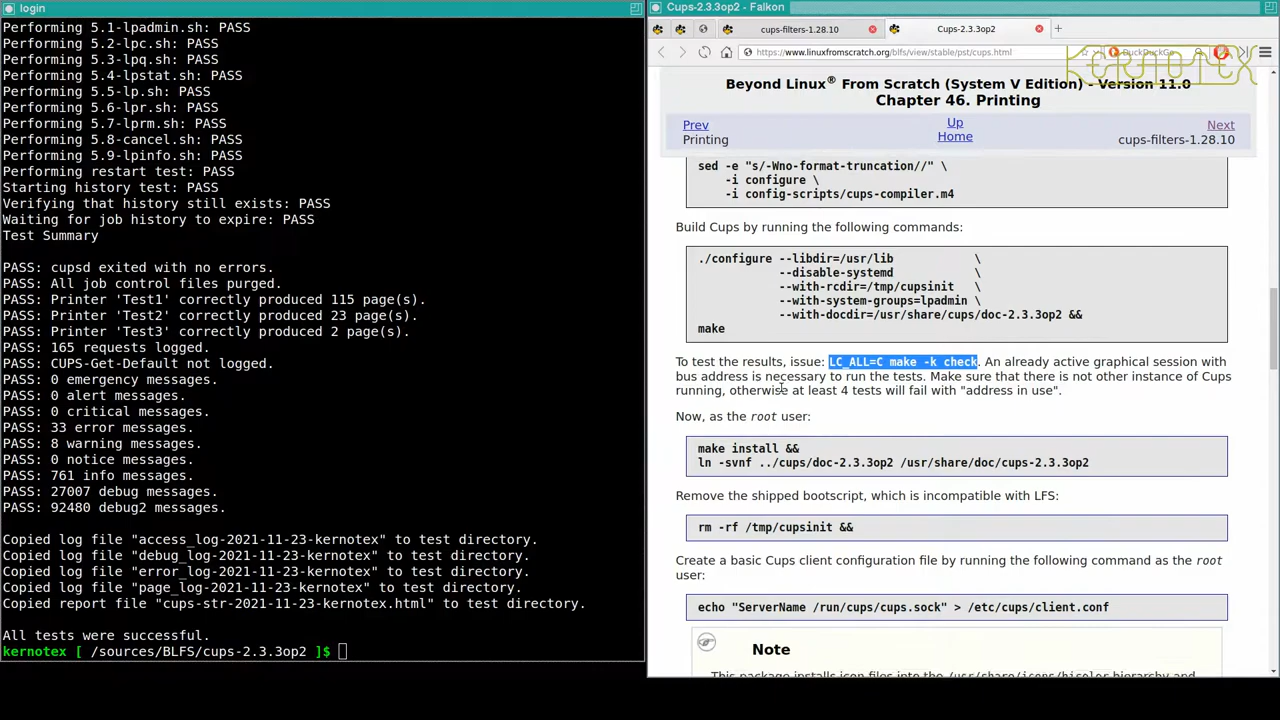 login
Performing 5.1-lpadmin.sh: PASS
Performing 5.2-lpc.sh: PASS
Performing 5.3-lpq.sh: PASS
Performing 5.4-lpstat.sh: PASS
Performing 5.5-lp.sh: PASS
Performing 5.6-lpr.sh: PASS
Performing 5.7-lprm.sh: PASS
Performing 5.8-cancel.sh: PASS
Performing 5.9-lpinfo.sh: PASS
Performing restart test: PASS
Starting history test: PASS
Verifying that history still exists: PASS
Waiting for job history to expire: PASS
Test Summary
PASS: cupsd exited with no errors.
PASS: All job control files purged.
PASS: Printer 'Test1' correctly produced 115 page(s).
PASS: Printer 'Test2' correctly produced 23 page(s).
PASS: Printer 'Test3' correctly produced 2 page(s).
PASS: 165 requests logged.
PASS: CUPS-Get-Default not logged.
PASS: 0 emergency messages.
PASS: 0 alert messages.
PASS: 0 critical messages.
PASS: 33 error messages.
PASS: 8 warning messages.
PASS: 0 notice messages.
PASS: 761 info messages.
PASS: 27007 debug messages.
PASS: 92480 debug2 messages.
Copied log file "access_log-2021-11-23-kernotex" to test directory.
Copied log file "debug_log-2021-11-23-kernotex" to test directory.
Copied log file "error_log-2021-11-23-kernotex" to test directory.
Copied log file "page_log-2021-11-23-kernotex" to test directory.
Copied report file "cups-str-2021-11-23-kernotex.html" to test directory.
All tests were successful.
kernotex [ /sources/BLFS/cups-2.3.3op2 ]$
Cups-2.3.3op2 - Falkon
cups-filters-1.28.10
Cups-2.3.3op2
https://www.linuxfromscratch.org/blfs/view/stable/pst/cups.html
DuckDuckGo
KERNOTEX
Beyond Linux® From Scratch (System V Edition) - Version 11.0
Chapter 46. Printing
Prev
Up
Next
Printing
Home
cups-filters-1.28.10
sed -e "s/-Wno-format-truncation//" \
-i configure \
-i config-scripts/cups-compiler.m4
Build Cups by running the following commands:
./configure --libdir=/usr/lib \
--disable-systemd \
--with-rcdir=/tmp/cupsinit \
--with-system-groups=lpadmin \
--with-docdir=/usr/share/cups/doc-2.3.3op2 &&
make
To test the results, issue: LC_ALL=C make -k check. An already active graphical session with
bus address is necessary to run the tests. Make sure that there is not other instance of Cups
running, otherwise at least 4 tests will fail with "address in use".
Now, as the root user:
make install &&
ln -svnf ../cups/doc-2.3.3op2 /usr/share/doc/cups-2.3.3op2
Remove the shipped bootscript, which is incompatible with LFS:
rm -rf /tmp/cupsinit &&
Create a basic Cups client configuration file by running the following command as the root
user:
echo "ServerName /run/cups/cups.sock" > /etc/cups/client.conf
Note
This package installs icon files into the /usr/share/icons/hicolor hierarchy and